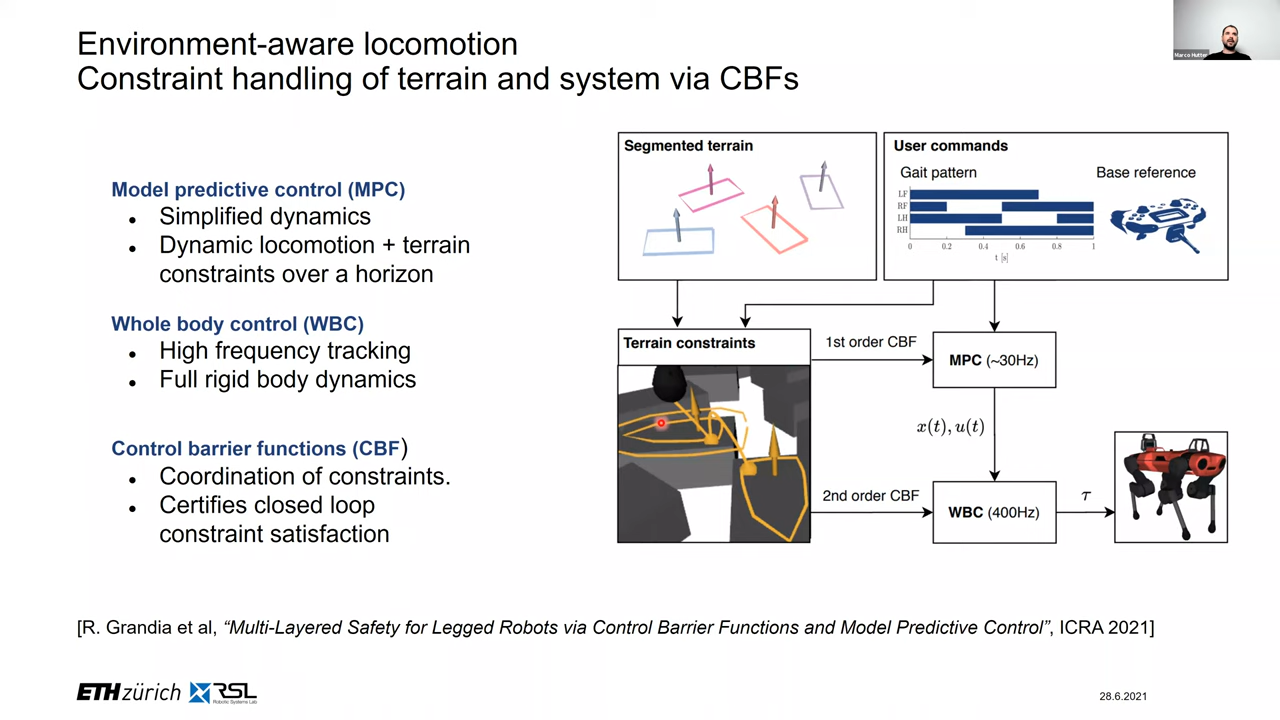 Environment-aware locomotion
Constraint handling of terrain and system via CBFs
Marco Hutter
Model predictive control (MPC)
• Simplified dynamics
• Dynamic locomotion + terrain
constraints over a horizon
Whole body control (WBC)
• High frequency tracking
• Full rigid body dynamics
Control barrier functions (CBF)
• Coordination of constraints.
• Certifies closed loop
constraint satisfaction
Segmented terrain
User commands
Gait pattern
Base reference
LF
RF
LH
RH
0 0.2 0.4 0.6 0.8 1
t [s]
Terrain constraints
1st order CBF
MPC (~30Hz)
x(t), u(t)
2nd order CBF
WBC (400Hz)
τ
[R. Grandia et al, “Multi-Layered Safety for Legged Robots via Control Barrier Functions and Model Predictive Control”, ICRA 2021]
ETH zürich
RSL
Robotic Systems Lab
28.6.2021